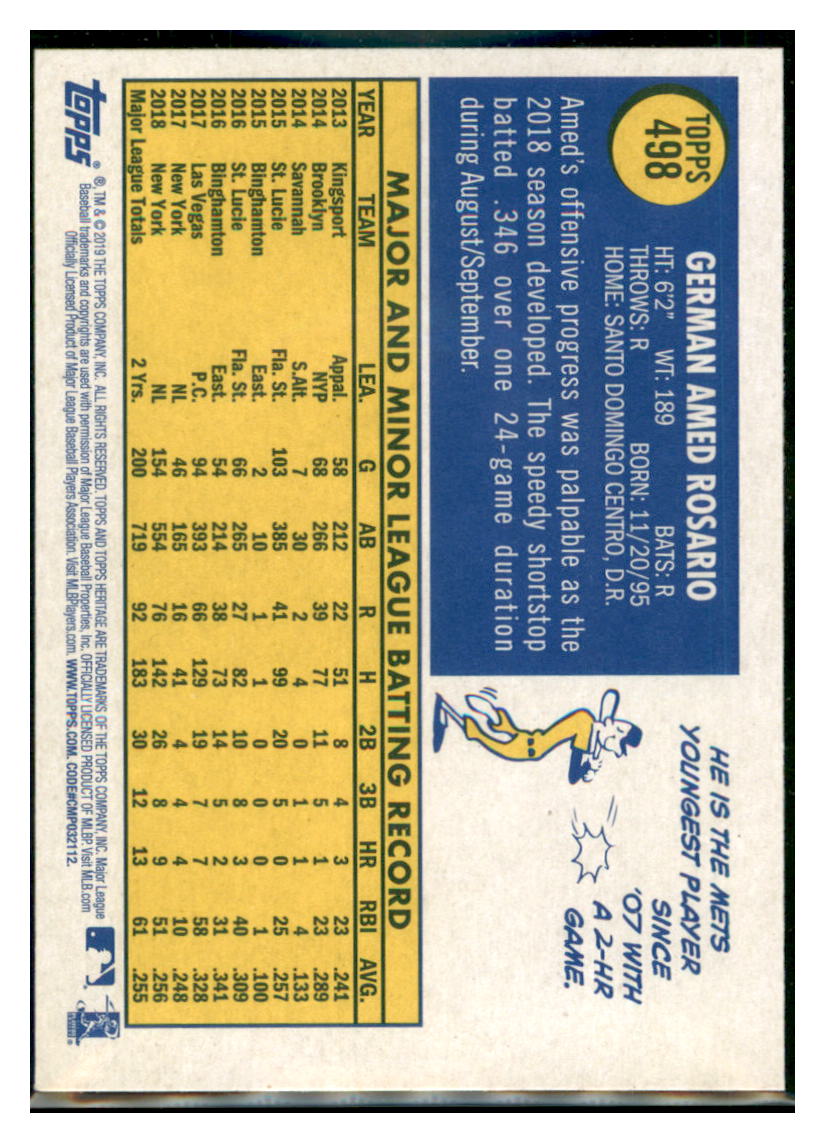 TOPPS
498
GERMAN AMED ROSARIO
HT: 6'2" WT: 189 BATS: R
THROWS: R BORN: 11/20/95
HOME: SANTO DOMINGO CENTRO, D.R.
Amed's offensive progress was palpable as the
2018 season developed. The speedy shortstop
batted .346 over one 24-game duration
during August/September.
HE IS THE METS
YOUNGEST PLAYER
SINCE
'07 WITH
A 2-HR
GAME.
MAJOR AND MINOR LEAGUE BATTING RECORD
YEAR TEAM LEA. G AB R H 2B 3B HR RBI AVG.
2013 Kingsport Appal. 58 212 22 51 8 4 3 23 .241
2014 Brooklyn NYP 68 266 39 77 11 5 1 23 .289
2014 Savannah S.Alt. 7 30 2 4 0 1 1 4 .133
2015 St. Lucie Fla. St. 103 385 41 99 20 5 0 25 .257
2015 Binghamton East. 2 10 1 1 0 0 0 1 .100
2016 St. Lucie Fla. St. 66 265 27 82 10 8 3 40 .309
2016 Binghamton East. 54 214 38 73 14 5 2 31 .341
2017 Las Vegas P.C. 94 393 66 129 19 7 7 58 .328
2017 New York NL 46 165 16 41 4 4 4 10 .248
2018 New York NL 154 554 76 142 26 8 9 51 .256
Major League Totals 2 Yrs. 200 719 92 183 30 12 13 61 .255
topps®
®, TM & © 2019 THE TOPPS COMPANY, INC. ALL RIGHTS RESERVED. TOPPS AND TOPPS HERITAGE ARE TRADEMARKS OF THE TOPPS COMPANY, INC. Major League
Baseball trademarks and copyrights are used with permission of Major League Baseball Properties, Inc. OFFICIALLY LICENSED PRODUCT OF MLBP. Visit MLB.com
Officially Licensed Product of Major League Baseball Players Association. Visit MLBPlayers.com. WWW.TOPPS.COM. CODE#CMP032112.